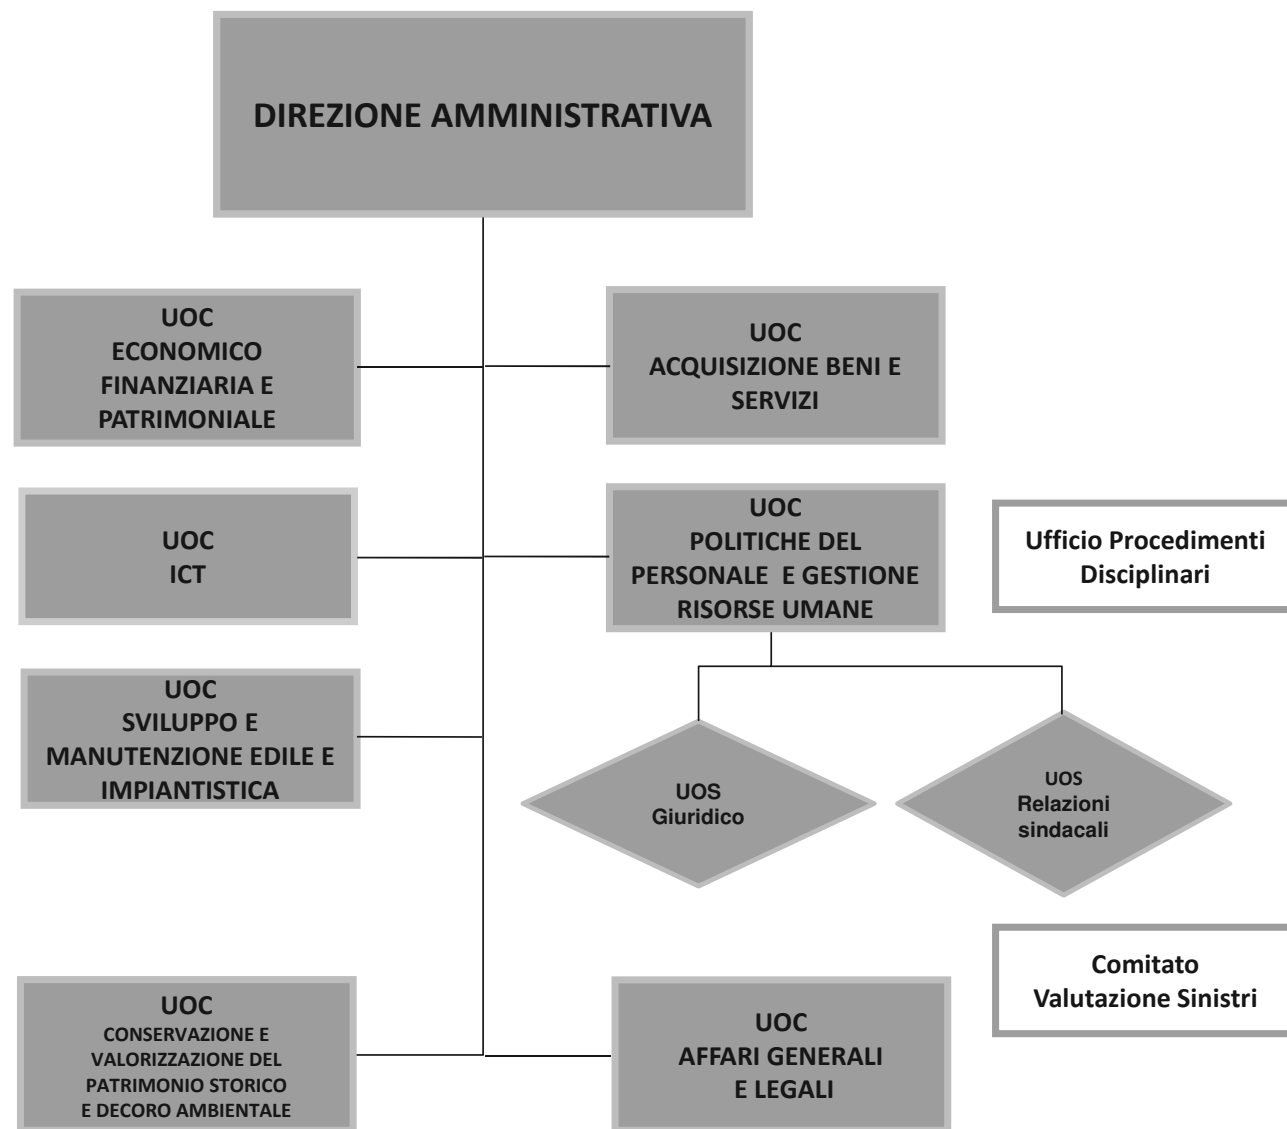 DIREZIONE AMMINISTRATIVA
UOC
ECONOMICO
FINANZIARIA E
PATRIMONIALE
UOC
ACQUISIZIONE BENI E
SERVIZI
UOC
ICT
UOC
POLITICHE DEL
PERSONALE E GESTIONE
RISORSE UMANE
Ufficio Procedimenti
Disciplinari
UOC
SVILUPPO E
MANUTENZIONE EDILE E
IMPIANTISTICA
UOS
Giuridico
UOS
Relazioni
sindacali
Comitato
Valutazione Sinistri
UOC
CONSERVAZIONE E
VALORIZZAZIONE DEL
PATRIMONIO STORICO
E DECORO AMBIENTALE
UOC
AFFARI GENERALI
E LEGALI